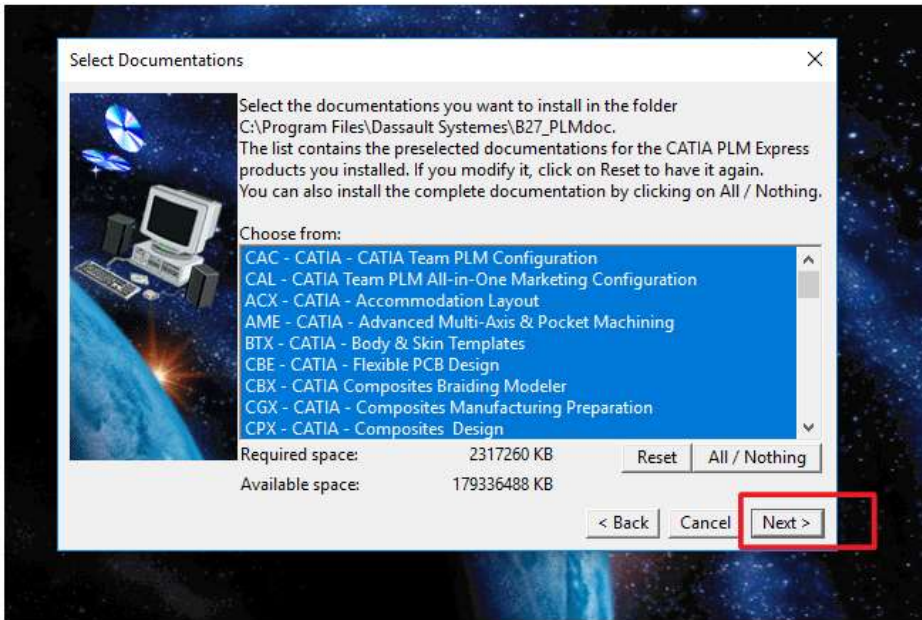 Select Documentations
Select the documentations you want to install in the folder
C:\Program Files\Dassault Systemes\B27_PLMdoc.
The list contains the preselected documentations for the CATIA PLM Express
products you installed. If you modify it, click on Reset to have it again.
You can also install the complete documentation by clicking on All / Nothing.
Choose from:
CAC - CATIA - CATIA Team PLM Configuration
CAL - CATIA Team PLM All-in-One Marketing Configuration
ACX - CATIA - Accommodation Layout
AME - CATIA - Advanced Multi-Axis & Pocket Machining
BTX - CATIA - Body & Skin Templates
CBE - CATIA - Flexible PCB Design
CBX - CATIA Composites Braiding Modeler
CGX - CATIA - Composites Manufacturing Preparation
CPX - CATIA - Composites Design
Required space: 2317260 KB Reset All / Nothing
Available space: 179336488 KB
< Back Cancel Next >